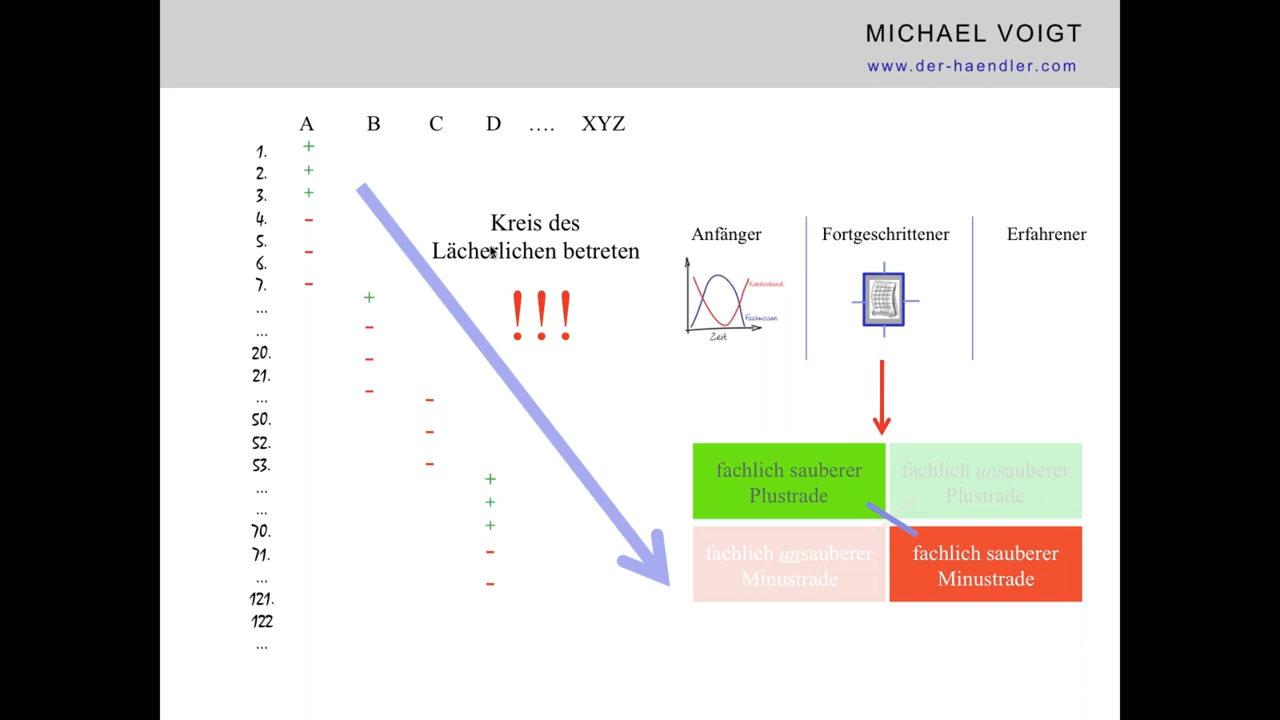 MICHAEL VOIGT
www.der-haendler.com
A B C D .... XYZ
1.
2.
3.
4.
5.
6.
7.
...
...
20.
21.
...
50.
52.
53.
...
...
70.
71.
...
121.
122
...
+
+
+
-
-
-
+
-
-
-
-
-
-
+
+
+
-
-
Kreis des
Lächerlichen betreten
!!!
Anfänger Fortgeschrittener Erfahrener
Kontostand
Fachwissen
Zeit
fachlich sauberer
Plustrade
fachlich unsauberer
Plustrade
fachlich unsauberer
Minustrade
fachlich sauberer
Minustrade